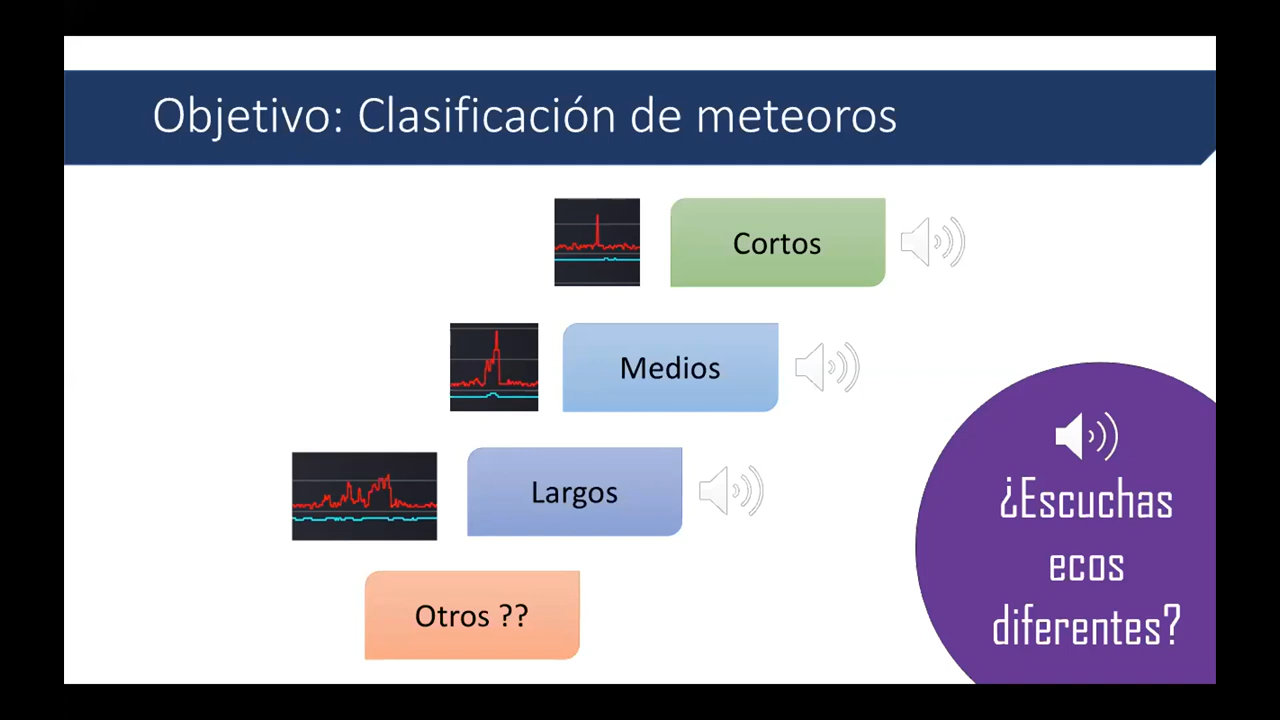 Objetivo: Clasificación de meteoros
Cortos
Medios
Largos
Otros ??
¿Escuchas
ecos
diferentes?